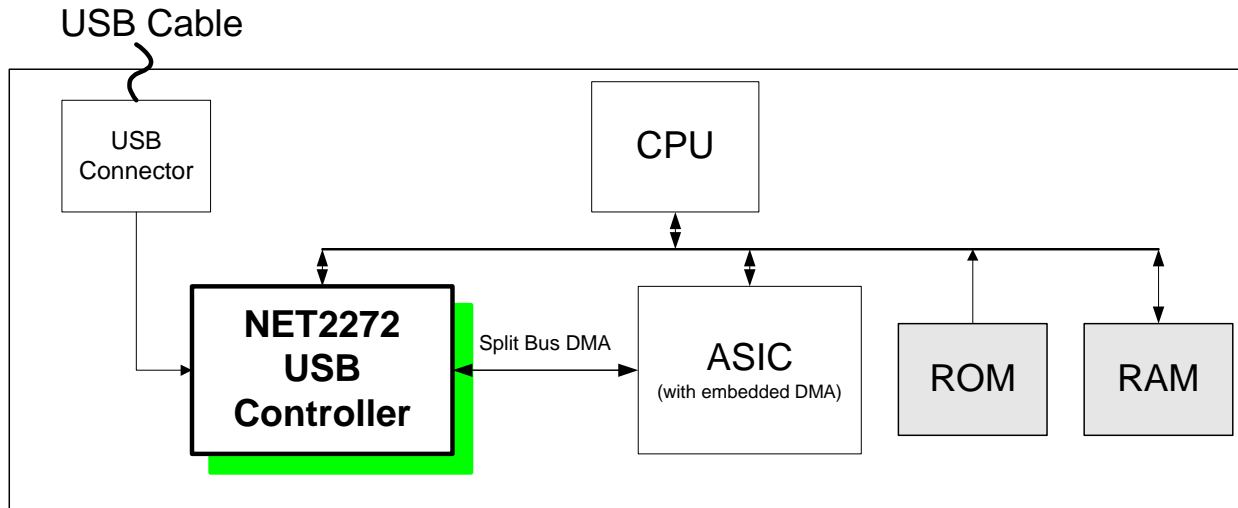 USB Cable
USB
Connector
CPU
NET2272
USB
Controller
Split Bus DMA
ASIC
(with embedded DMA)
ROM
RAM